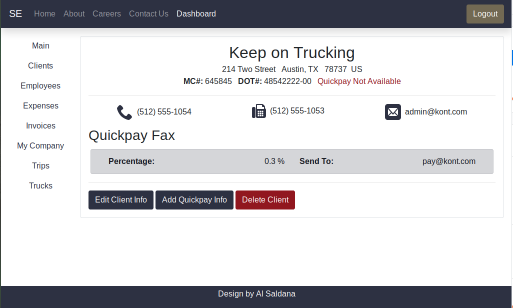 SE Home About Careers Contact Us Dashboard Logout
Main
Clients
Employees
Expenses
Invoices
My Company
Trips
Trucks
Keep on Trucking
214 Two Street Austin, TX 78737 US
MC#: 645845 DOT#: 48542222-00 Quickpay Not Available
(512) 555-1054 (512) 555-1053 admin@kont.com
Quickpay Fax
Percentage: 0.3 % Send To: pay@kont.com
Edit Client Info Add Quickpay Info Delete Client
Design by Al Saldana